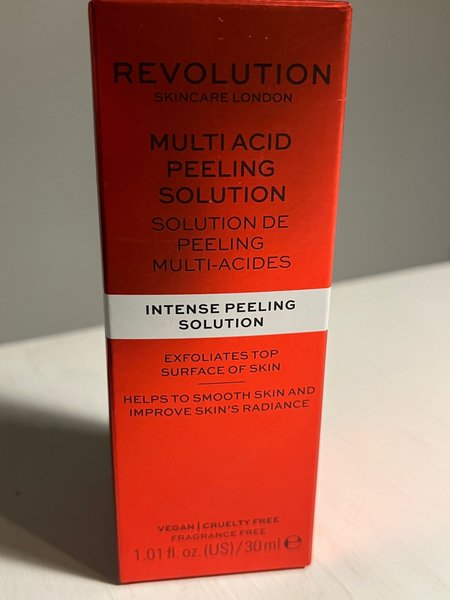 REVOLUTION
SKINCARE LONDON
MULTI ACID
PEELING
SOLUTION
SOLUTION DE
PEELING
MULTI-ACIDES
INTENSE PEELING
SOLUTION
EXFOLIATES TOP
SURFACE OF SKIN
HELPS TO SMOOTH SKIN AND
IMPROVE SKIN'S RADIANCE
VEGAN | CRUELTY FREE
FRAGRANCE FREE
1.01 fl. oz. (US) / 30 ml ℮